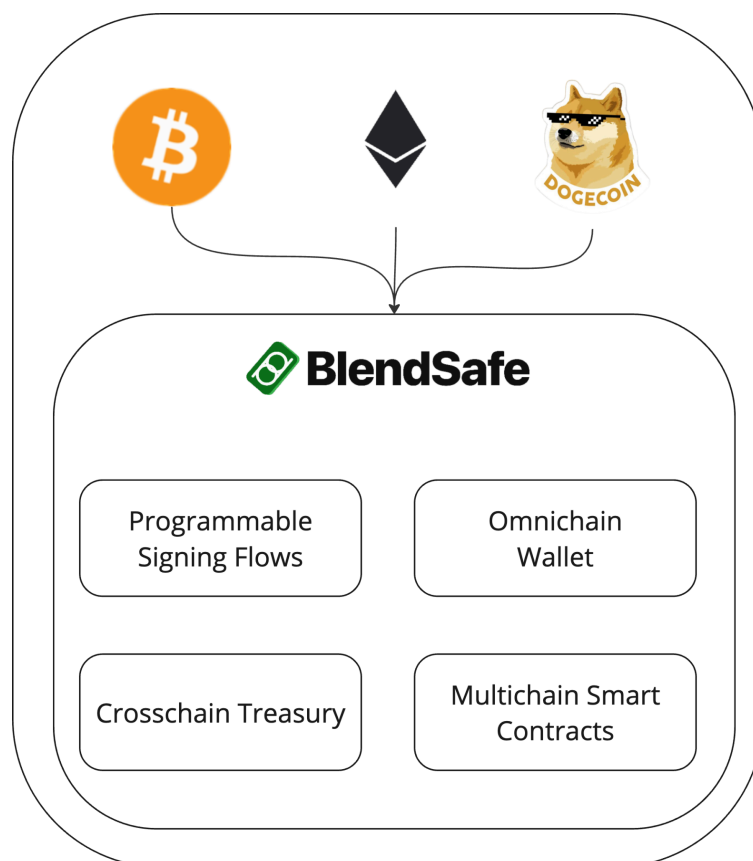 DOGECOIN
BlendSafe
Programmable
Signing Flows
Omnichain
Wallet
Crosschain Treasury
Multichain Smart
Contracts